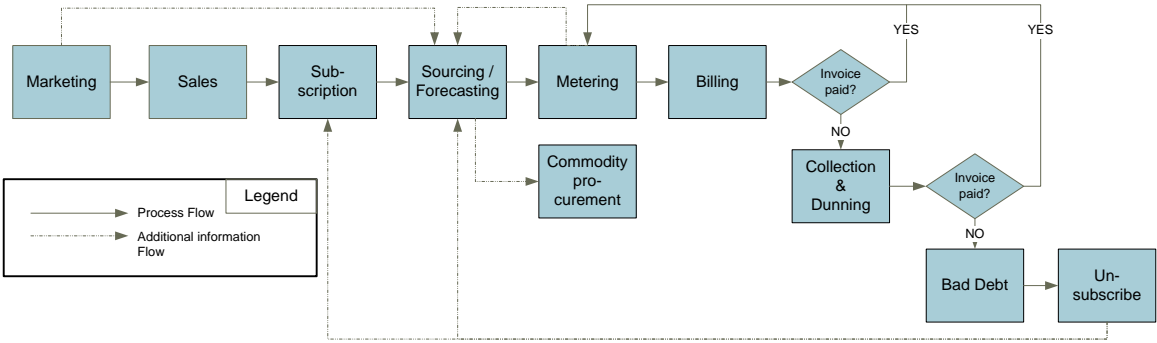 YES
YES
Marketing
Sales
Sub-
scription
Sourcing /
Forecasting
Metering
Billing
Invoice
paid?
NO
Commodity
pro-
curement
Collection
&
Dunning
Invoice
paid?
NO
Legend
Process Flow
Additional information
Flow
Bad Debt
Un-
subscribe